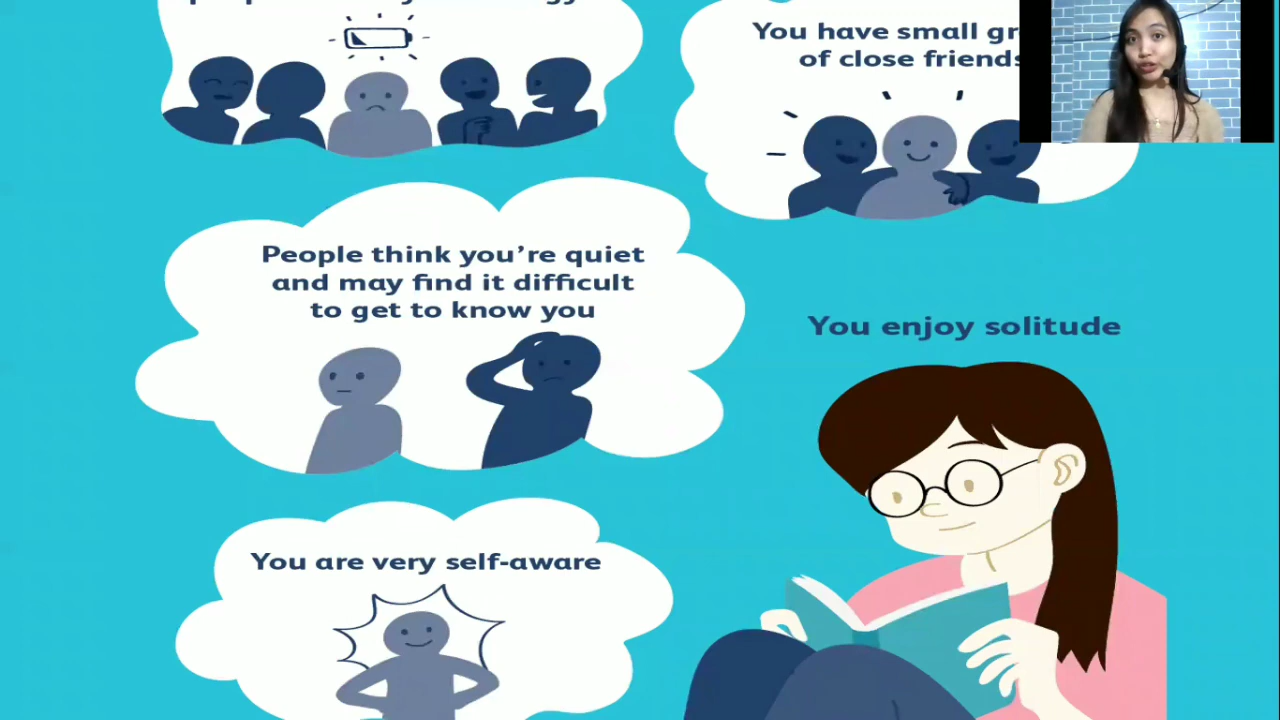 You have small
of close friends
People think you're quiet
and may find it difficult
to get to know you
You enjoy solitude
You are very self-aware